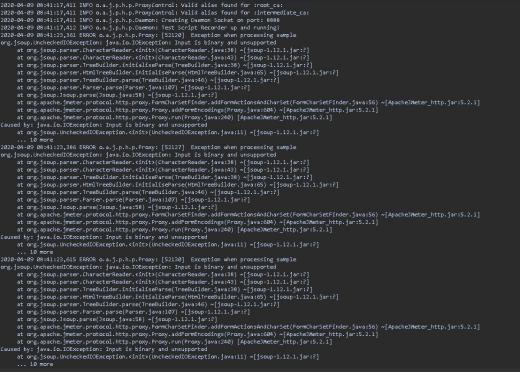 2020-04-09 08:41:17,411 INFO o.a.j.p.h.p.ProxyControl: Valid alias found for :root_ca:
2020-04-09 08:41:17,411 INFO o.a.j.p.h.p.ProxyControl: Valid alias found for :intermediate_ca:
2020-04-09 08:41:17,411 INFO o.a.j.p.h.p.Daemon: Creating Daemon Socket on port: 8888
2020-04-09 08:41:17,411 INFO o.a.j.p.h.p.Daemon: Test Script Recorder up and running!
2020-04-09 08:41:23,361 ERROR o.a.j.p.h.p.Proxy: [52120]  Exception when processing sample
org.jsoup.UncheckedIOException: java.io.IOException: Input is binary and unsupported
at org.jsoup.parser.CharacterReader.<init>(CharacterReader.java:39) ~[jsoup-1.12.1.jar:?]
at org.jsoup.parser.CharacterReader.<init>(CharacterReader.java:43) ~[jsoup-1.12.1.jar:?]
at org.jsoup.parser.TreeBuilder.initialiseParse(TreeBuilder.java:38) ~[jsoup-1.12.1.jar:?]
at org.jsoup.parser.HtmlTreeBuilder.initialiseParse(HtmlTreeBuilder.java:65) ~[jsoup-1.12.1.jar:?]
at org.jsoup.parser.TreeBuilder.parse(TreeBuilder.java:46) ~[jsoup-1.12.1.jar:?]
at org.jsoup.parser.Parser.parse(Parser.java:107) ~[jsoup-1.12.1.jar:?]
at org.jsoup.Jsoup.parse(Jsoup.java:58) ~[jsoup-1.12.1.jar:?]
at org.apache.jmeter.protocol.http.proxy.FormCharSetFinder.addFormActionsAndCharSet(FormCharSetFinder.java:56) ~[ApacheJMeter_http.jar:5.2.1]
at org.apache.jmeter.protocol.http.proxy.Proxy.addFormEncodings(Proxy.java:604) ~[ApacheJMeter_http.jar:5.2.1]
at org.apache.jmeter.protocol.http.proxy.Proxy.run(Proxy.java:240) [ApacheJMeter_http.jar:5.2.1]
Caused by: java.io.IOException: Input is binary and unsupported
at org.jsoup.UncheckedIOException.<init>(UncheckedIOException.java:11) ~[jsoup-1.12.1.jar:?]
... 10 more
2020-04-09 08:41:23,386 ERROR o.a.j.p.h.p.Proxy: [52127]  Exception when processing sample
org.jsoup.UncheckedIOException: java.io.IOException: Input is binary and unsupported
at org.jsoup.parser.CharacterReader.<init>(CharacterReader.java:38) ~[jsoup-1.12.1.jar:?]
at org.jsoup.parser.CharacterReader.<init>(CharacterReader.java:43) ~[jsoup-1.12.1.jar:?]
at org.jsoup.parser.TreeBuilder.initialiseParse(TreeBuilder.java:38) ~[jsoup-1.12.1.jar:?]
at org.jsoup.parser.HtmlTreeBuilder.initialiseParse(HtmlTreeBuilder.java:65) ~[jsoup-1.12.1.jar:?]
at org.jsoup.parser.TreeBuilder.parse(TreeBuilder.java:46) ~[jsoup-1.12.1.jar:?]
at org.jsoup.parser.Parser.parse(Parser.java:107) ~[jsoup-1.12.1.jar:?]
at org.jsoup.Jsoup.parse(Jsoup.java:58) ~[jsoup-1.12.1.jar:?]
at org.apache.jmeter.protocol.http.proxy.FormCharSetFinder.addFormActionsAndCharSet(FormCharSetFinder.java:56) ~[ApacheJMeter_http.jar:5.2.1]
at org.apache.jmeter.protocol.http.proxy.Proxy.addFormEncodings(Proxy.java:604) ~[ApacheJMeter_http.jar:5.2.1]
at org.apache.jmeter.protocol.http.proxy.Proxy.run(Proxy.java:240) [ApacheJMeter_http.jar:5.2.1]
Caused by: java.io.IOException: Input is binary and unsupported
at org.jsoup.UncheckedIOException.<init>(UncheckedIOException.java:11) ~[jsoup-1.12.1.jar:?]
... 10 more
2020-04-09 08:41:23,615 ERROR o.a.j.p.h.p.Proxy: [52130]  Exception when processing sample
org.jsoup.UncheckedIOException: java.io.IOException: Input is binary and unsupported
at org.jsoup.parser.CharacterReader.<init>(CharacterReader.java:38) ~[jsoup-1.12.1.jar:?]
at org.jsoup.parser.CharacterReader.<init>(CharacterReader.java:43) ~[jsoup-1.12.1.jar:?]
at org.jsoup.parser.TreeBuilder.initialiseParse(TreeBuilder.java:38) ~[jsoup-1.12.1.jar:?]
at org.jsoup.parser.HtmlTreeBuilder.initialiseParse(HtmlTreeBuilder.java:65) ~[jsoup-1.12.1.jar:?]
at org.jsoup.parser.TreeBuilder.parse(TreeBuilder.java:46) ~[jsoup-1.12.1.jar:?]
at org.jsoup.parser.Parser.parse(Parser.java:107) ~[jsoup-1.12.1.jar:?]
at org.jsoup.Jsoup.parse(Jsoup.java:58) ~[jsoup-1.12.1.jar:?]
at org.apache.jmeter.protocol.http.proxy.FormCharSetFinder.addFormActionsAndCharSet(FormCharSetFinder.java:56) ~[ApacheJMeter_http.jar:5.2.1]
at org.apache.jmeter.protocol.http.proxy.Proxy.addFormEncodings(Proxy.java:604) ~[ApacheJMeter_http.jar:5.2.1]
at org.apache.jmeter.protocol.http.proxy.Proxy.run(Proxy.java:240) [ApacheJMeter_http.jar:5.2.1]
Caused by: java.io.IOException: Input is binary and unsupported
at org.jsoup.UncheckedIOException.<init>(UncheckedIOException.java:11) ~[jsoup-1.12.1.jar:?]
... 10 more